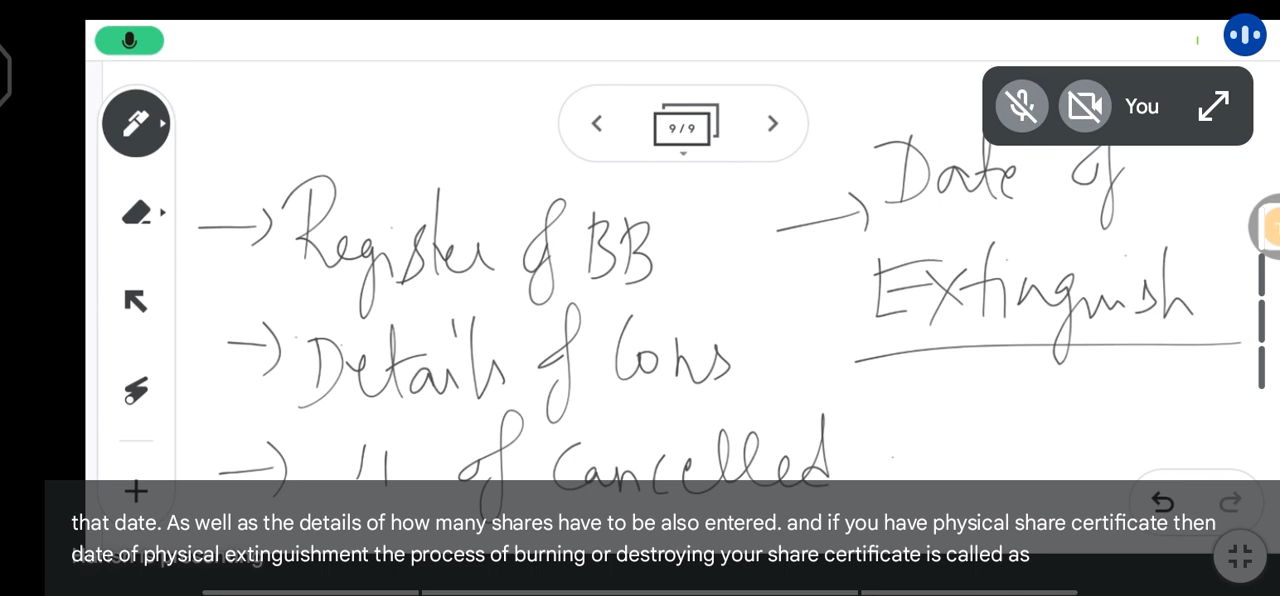 You
9/9
→ Register of BB
→ Date of
Extinguish
→ Details of Cons
→ 11 of Cancelled
that date. As well as the details of how many shares have to be also entered. and if you have physical share certificate then
date of physical extinguishment the process of burning or destroying your share certificate is called as